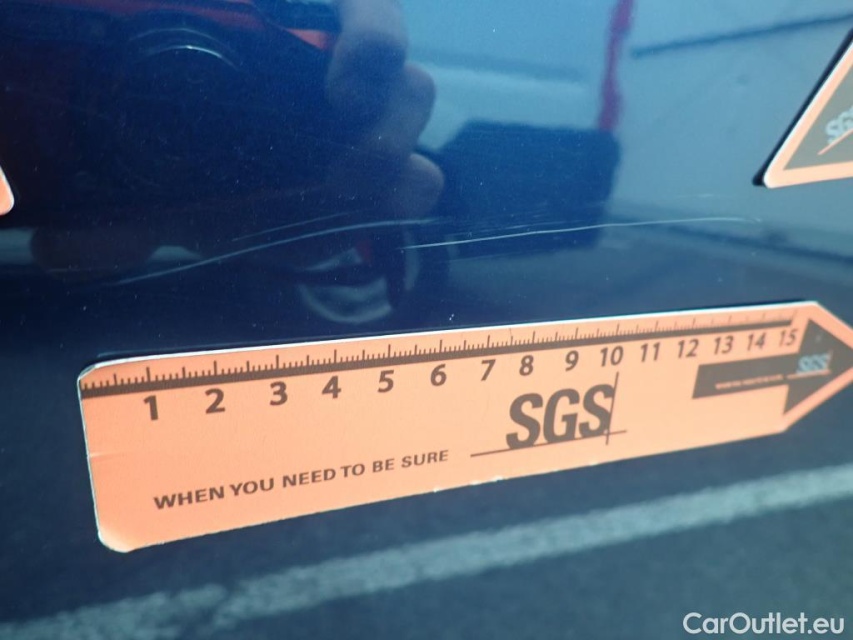 SGS
1 2 3 4 5 6 7 8 9 10 11 12 13 14 15
SGS
SGS
WHEN YOU NEED TO BE SURE
CarOutlet.eu